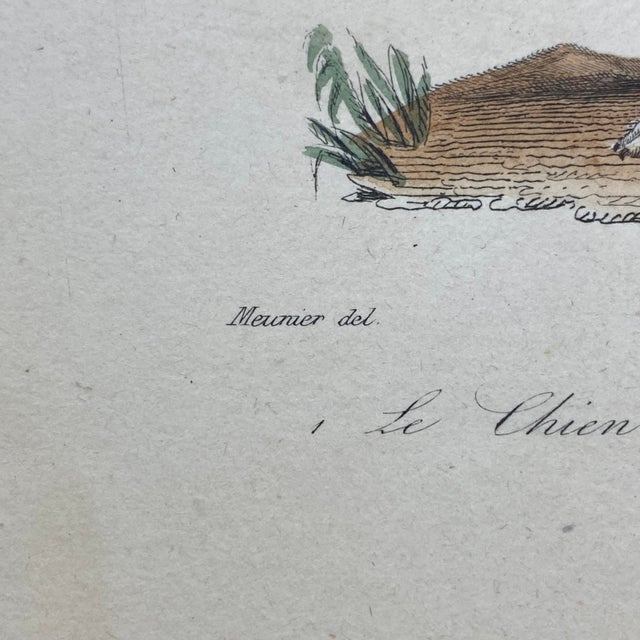 Meunier del.
1 Le Chien